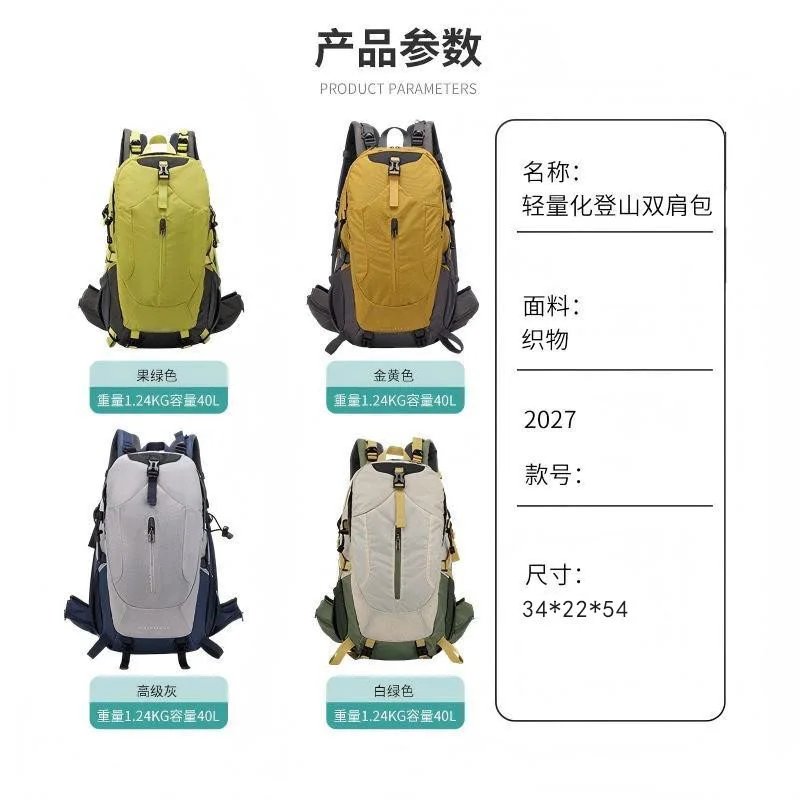 产品参数
PRODUCT PARAMETERS
果绿色
重量1.24KG容量40L
金黄色
重量1.24KG容量40L
高级灰
重量1.24KG容量40L
白绿色
重量1.24KG容量40L
名称：
轻量化登山双肩包
面料：
织物
2027
款号：
尺寸：
34*22*54